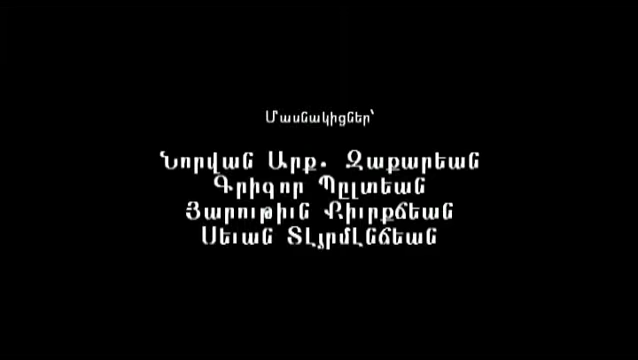 Մասնակիցներ՝
Նորվան Արք. Զաքարեան
Գրիգոր Պըլտեան
Յարութիւն Քիւրքճեան
Սեւան Տէյրմէնճեան